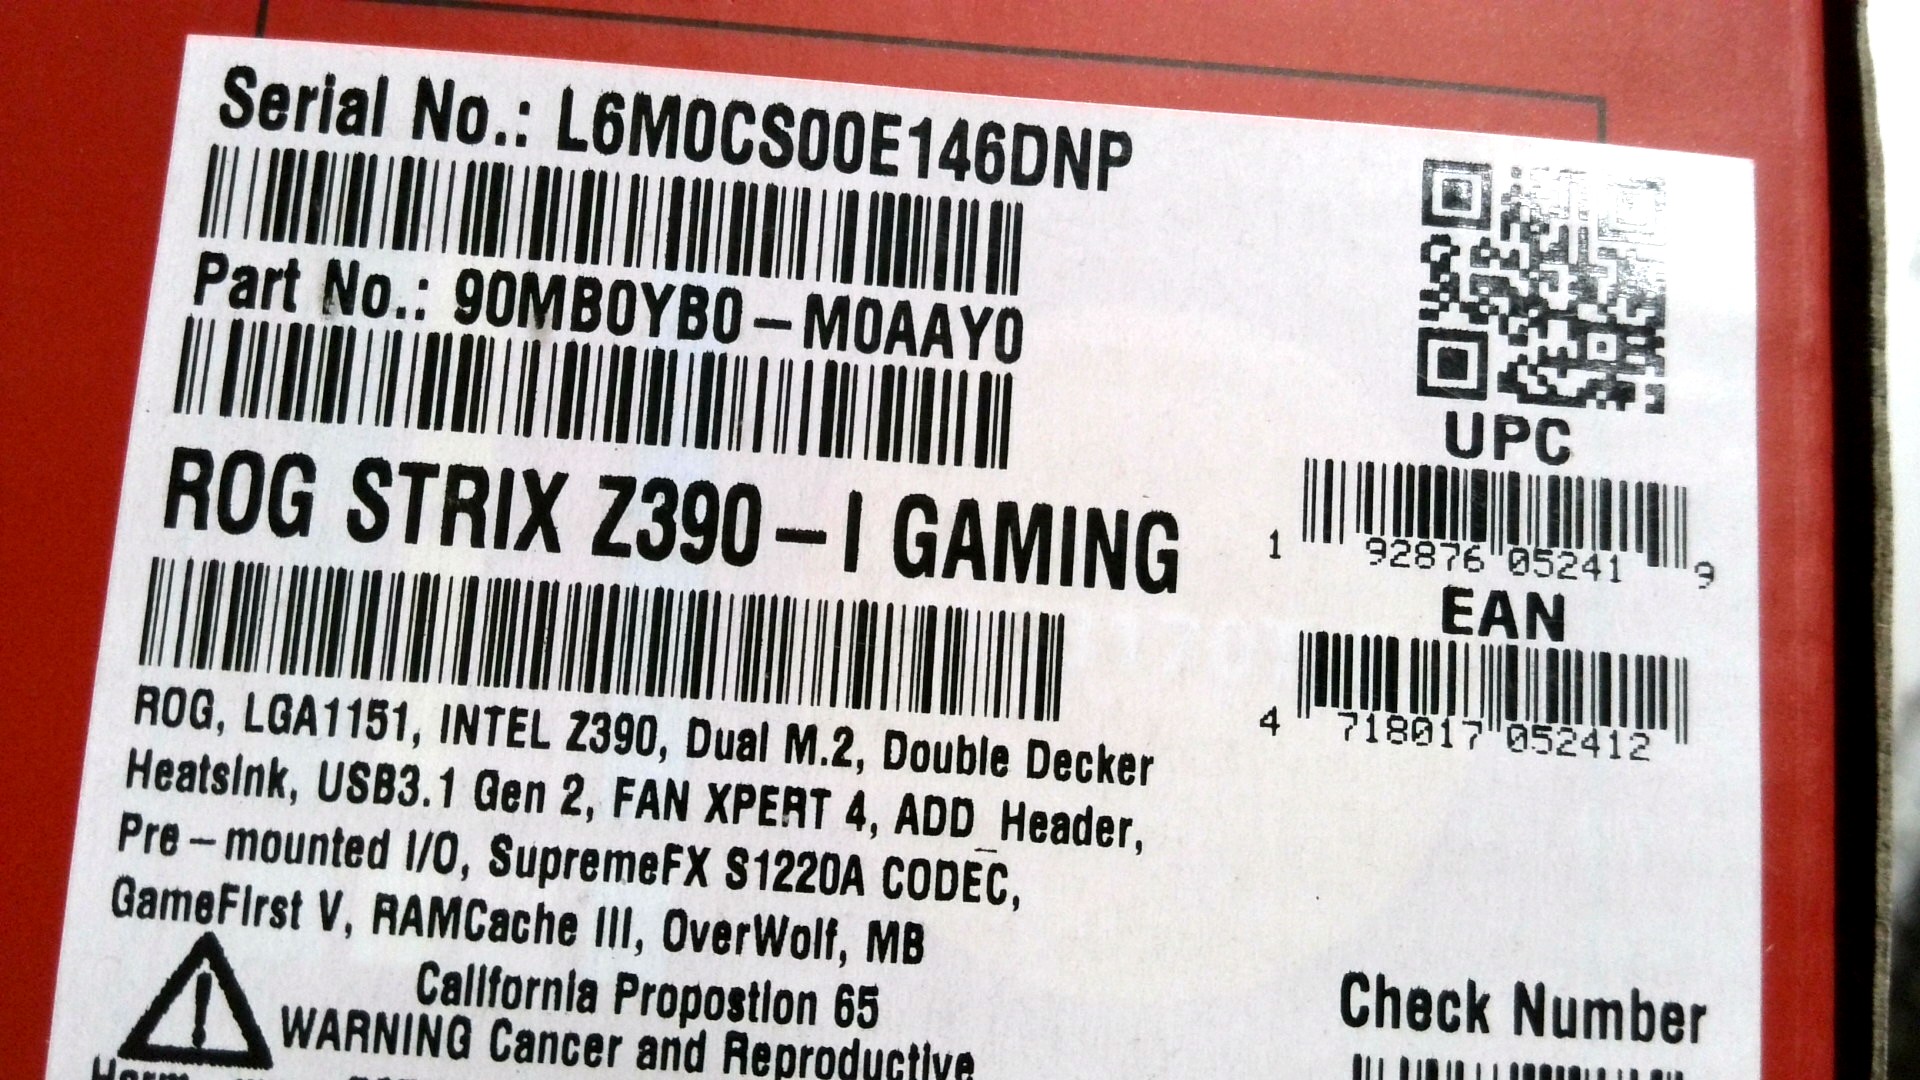 Serial No.: L6M0CS00E146DNP
Part No.: 90MB0YB0-M0AAY0
ROG STRIX Z390-I GAMING
ROG, LGA1151, INTEL Z390, Dual M.2, Double Decker
HeatsInk, USB3.1 Gen 2, FAN XPERT 4, ADD_Header,
Pre-mounted I/O, SupremeFX S1220A CODEC,
GameFIrst V, RAMCache III, OverWolf, MB
CalIfornIa PropostIon 65
WARNING Cancer and ReproductIve
UPC
1 92876 05241 9
EAN
4 718017 052412
Check Number